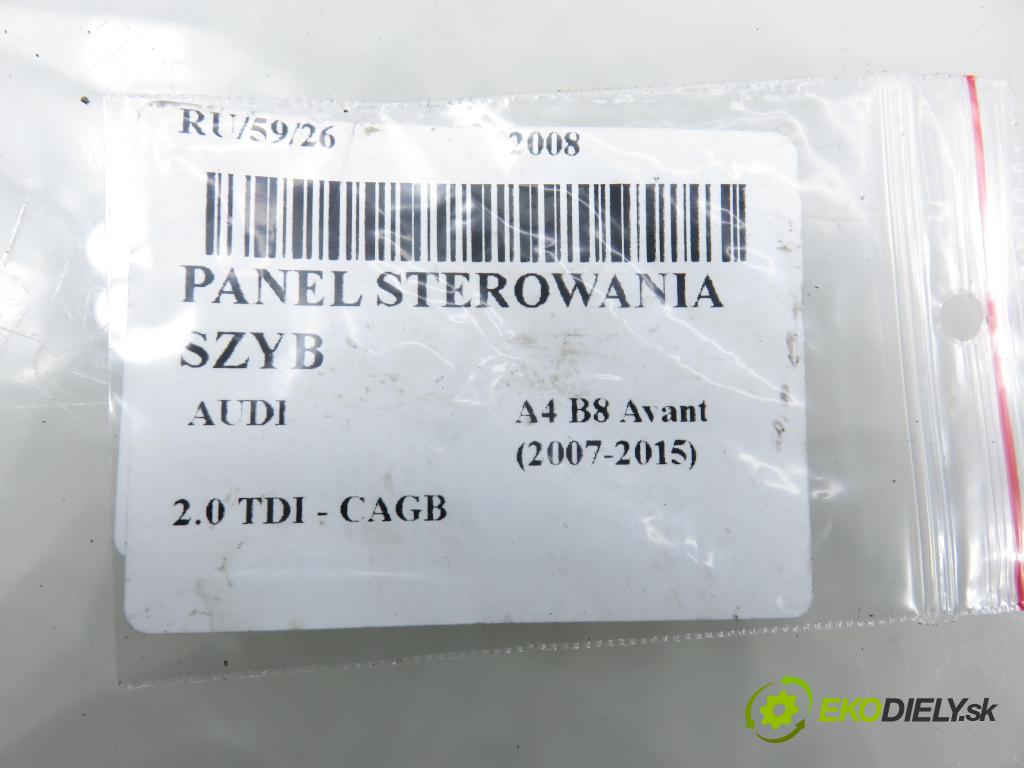 RU/59/26 2008
PANEL STEROWANIA
SZYB
AUDI A4 B8 Avant
(2007-2015)
2.0 TDI - CAGB
EKODIELY.sk